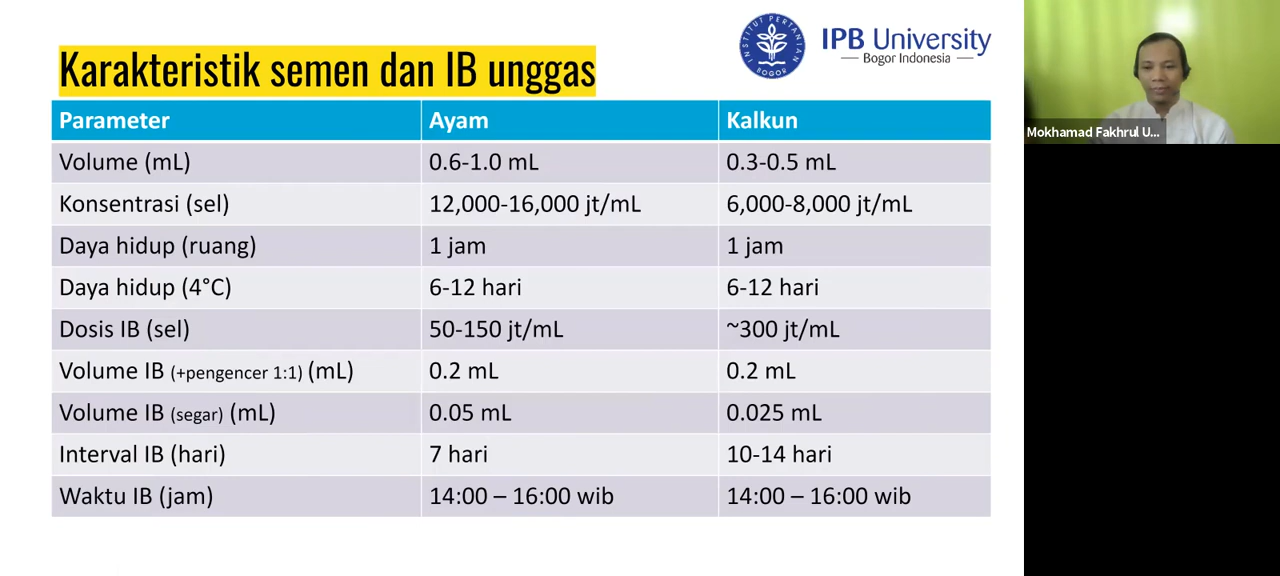 Karakteristik semen dan IB unggas
INSTITUT PERTANIAN BOGOR
IPB University
Bogor Indonesia
Mokhamad Fakhrul U...
Parameter Ayam Kalkun
Volume (mL) 0.6-1.0 mL 0.3-0.5 mL
Konsentrasi (sel) 12,000-16,000 jt/mL 6,000-8,000 jt/mL
Daya hidup (ruang) 1 jam 1 jam
Daya hidup (4°C) 6-12 hari 6-12 hari
Dosis IB (sel) 50-150 jt/mL ~300 jt/mL
Volume IB (+pengencer 1:1) (mL) 0.2 mL 0.2 mL
Volume IB (segar) (mL) 0.05 mL 0.025 mL
Interval IB (hari) 7 hari 10-14 hari
Waktu IB (jam) 14:00 – 16:00 wib 14:00 – 16:00 wib